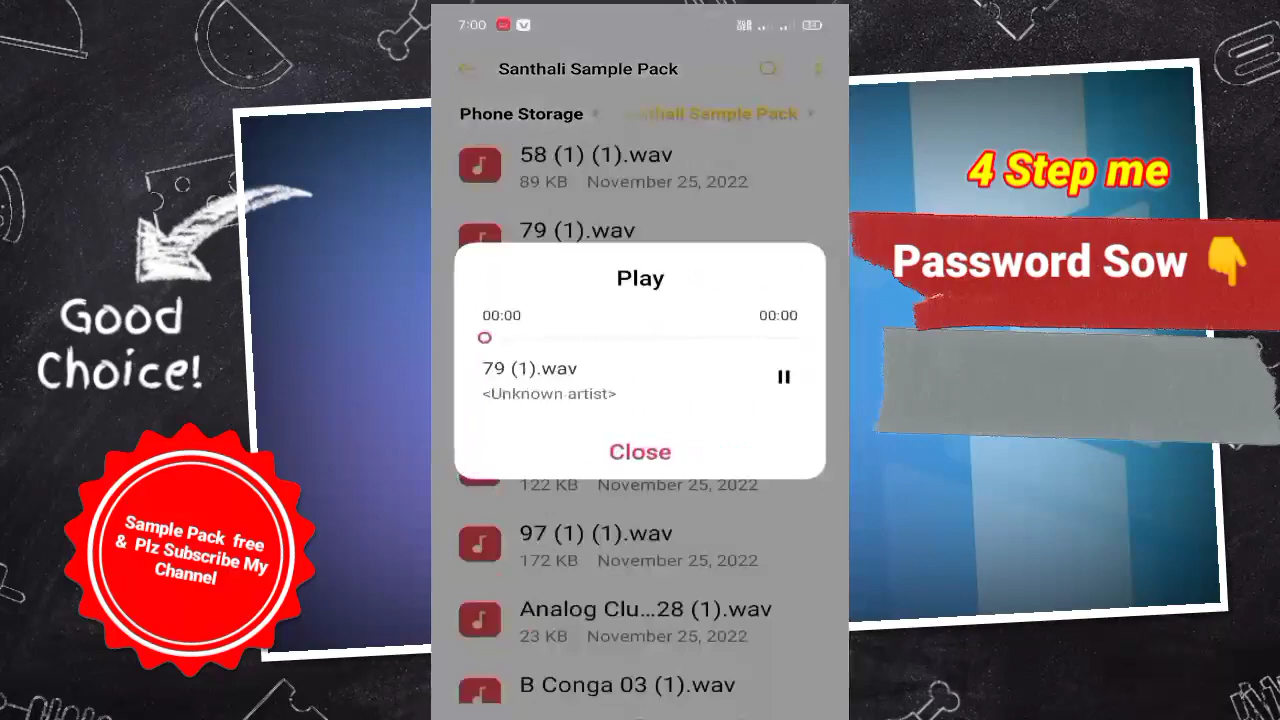 7:00
Santhali Sample Pack
Phone Storage
thali Sample Pack
58 (1) (1).wav
89 KB November 25, 2022
79 (1).wav
Play
00:00 00:00
79 (1).wav
<Unknown artist>
Close
122 KB November 25, 2022
97 (1) (1).wav
172 KB November 25, 2022
Analog Clu...28 (1).wav
23 KB November 25, 2022
B Conga 03 (1).wav
Good
Choice!
Sample Pack free
& Plz Subscribe My
Channel
4 Step me
Password Sow 👇